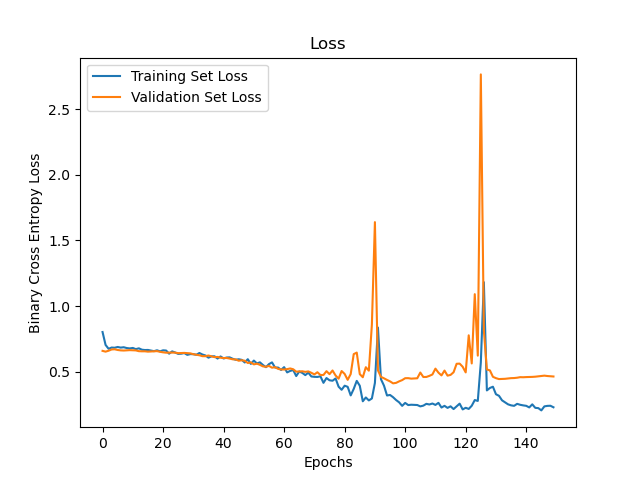 Loss
Training Set Loss
Validation Set Loss
Binary Cross Entropy Loss
2.5
2.0
1.5
1.0
0.5
0 20 40 60 80 100 120 140
Epochs